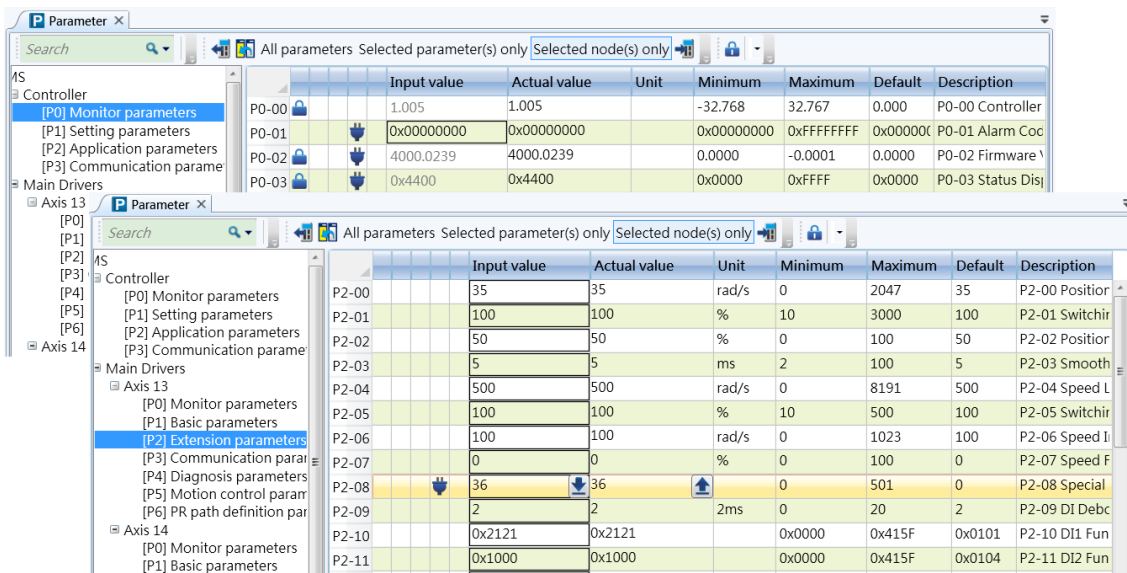 Parameter
Search All parameters Selected parameter(s) only Selected node(s) only
MS
Controller
[P0] Monitor parameters
[P1] Setting parameters
[P2] Application parameters
[P3] Communication parame
Main Drivers
Axis 13
[P0]
[P1]
[P2]
[P3]
[P4]
[P5]
[P6]
Axis 14
Input value Actual value Unit Minimum Maximum Default Description
P0-00 1.005 1.005 -32.768 32.767 0.000 P0-00 Controller
P0-01 0x00000000 0x00000000 0x00000000 0xFFFFFFFF 0x000000 P0-01 Alarm Cod
P0-02 4000.0239 4000.0239 0.0000 -0.0001 0.0000 P0-02 Firmware V
P0-03 0x4400 0x4400 0x0000 0xFFFF 0x0000 P0-03 Status Disp
Parameter
Search All parameters Selected parameter(s) only Selected node(s) only
MS
Controller
[P0] Monitor parameters
[P1] Setting parameters
[P2] Application parameters
[P3] Communication parame
Main Drivers
Axis 13
[P0] Monitor parameters
[P1] Basic parameters
[P2] Extension parameters
[P3] Communication parar
[P4] Diagnosis parameters
[P5] Motion control param
[P6] PR path definition par
Axis 14
[P0] Monitor parameters
[P1] Basic parameters
Input value Actual value Unit Minimum Maximum Default Description
P2-00 35 35 rad/s 0 2047 35 P2-00 Position
P2-01 100 100 % 10 3000 100 P2-01 Switchin
P2-02 50 50 % 0 100 50 P2-02 Position
P2-03 5 5 ms 2 100 5 P2-03 Smooth
P2-04 500 500 rad/s 0 8191 500 P2-04 Speed L
P2-05 100 100 % 10 500 100 P2-05 Switchin
P2-06 100 100 rad/s 0 1023 100 P2-06 Speed I
P2-07 0 0 % 0 100 0 P2-07 Speed F
P2-08 36 36 0 501 0 P2-08 Special
P2-09 2 2 2ms 0 20 2 P2-09 DI Debc
P2-10 0x2121 0x2121 0x0000 0x415F 0x0101 P2-10 DI1 Fun
P2-11 0x1000 0x1000 0x0000 0x415F 0x0104 P2-11 DI2 Fun